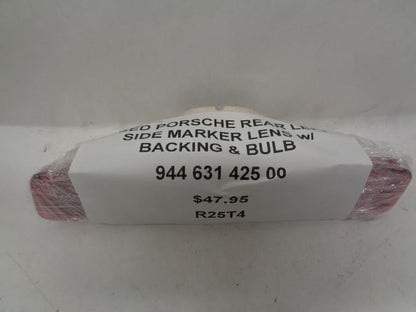 PORSCHE REAR
SIDE MARKER LENS w/
BACKING & BULB
944 631 425 00
$47.95
R25T4